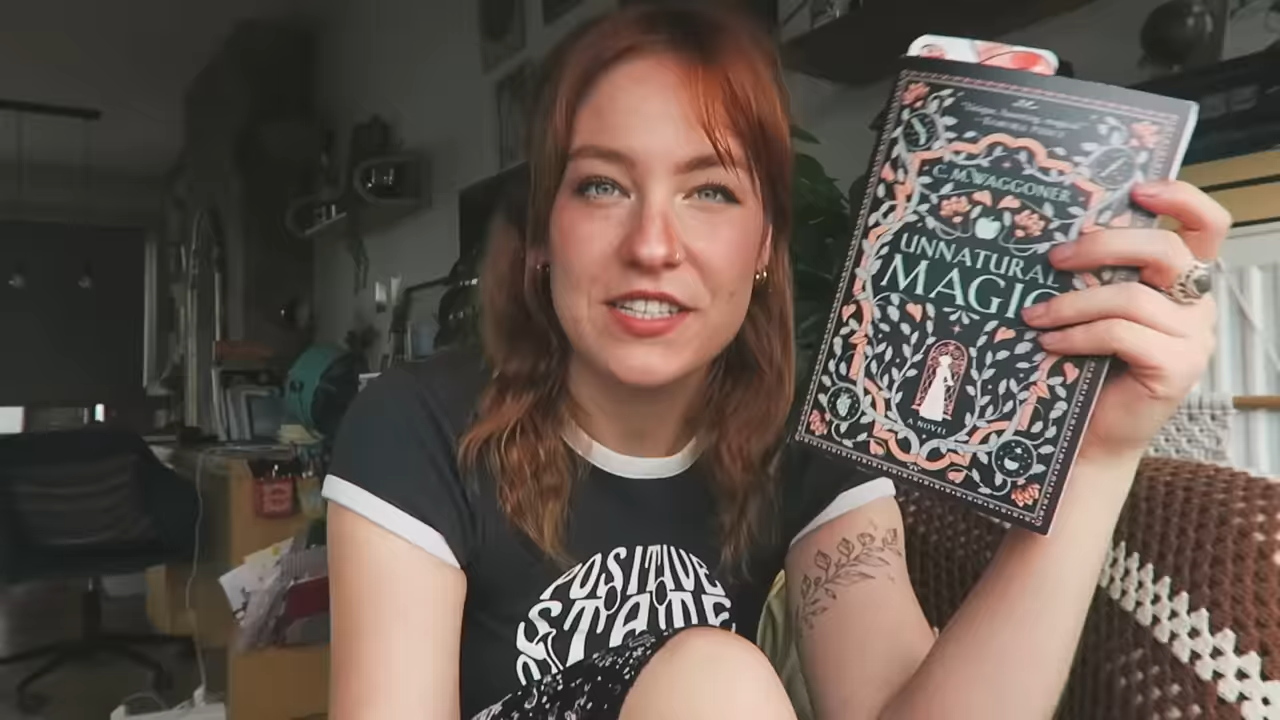 C. M. WAGGONER
UNNATURAL
MAGIC
A NOVEL
POSITIVE
STATE